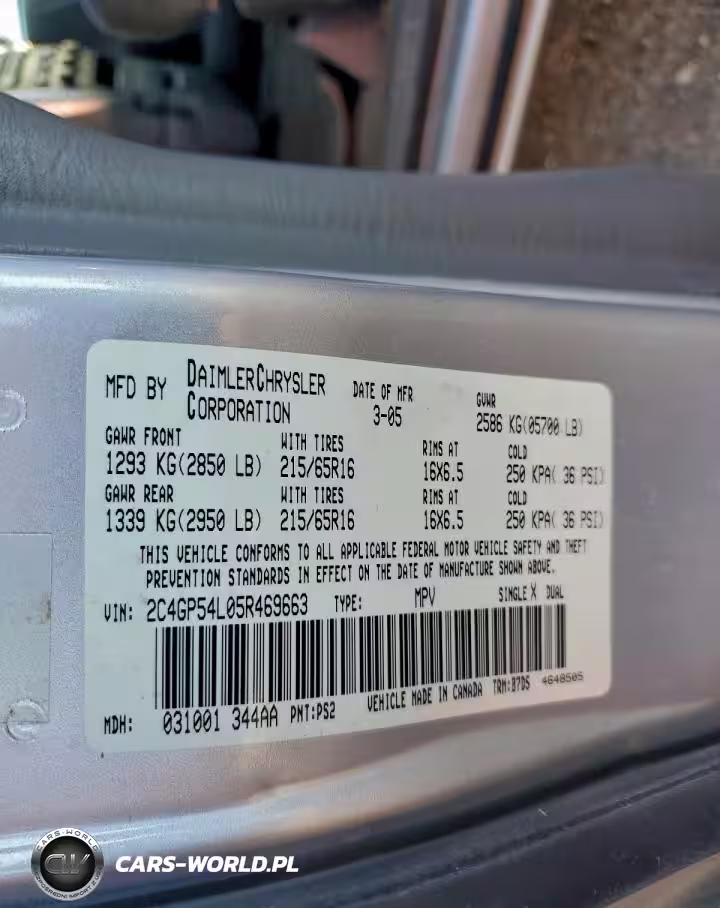 MFD BY DAIMLERCHRYSLER CORPORATION DATE OF MFR 3-05 GVWR 2586 KG(05700 LB)
GAWR FRONT WITH TIRES RIMS AT COLD
1293 KG(2850 LB) 215/65R16 16X6.5 250 KPA( 36 PSI)
GAWR REAR WITH TIRES RIMS AT COLD
1339 KG(2950 LB) 215/65R16 16X6.5 250 KPA( 36 PSI)
THIS VEHICLE CONFORMS TO ALL APPLICABLE FEDERAL MOTOR VEHICLE SAFETY AND THEFT
PREVENTION STANDARDS IN EFFECT ON THE DATE OF MANUFACTURE SHOWN ABOVE.
VIN: 2C4GP54L05R469663 TYPE: MPV SINGLE X DUAL
MDH: 031001 344AA PNT:PS2 VEHICLE MADE IN CANADA TRM:B7D5 4648505
CARS-WORLD
CW
CARS-WORLD.PL